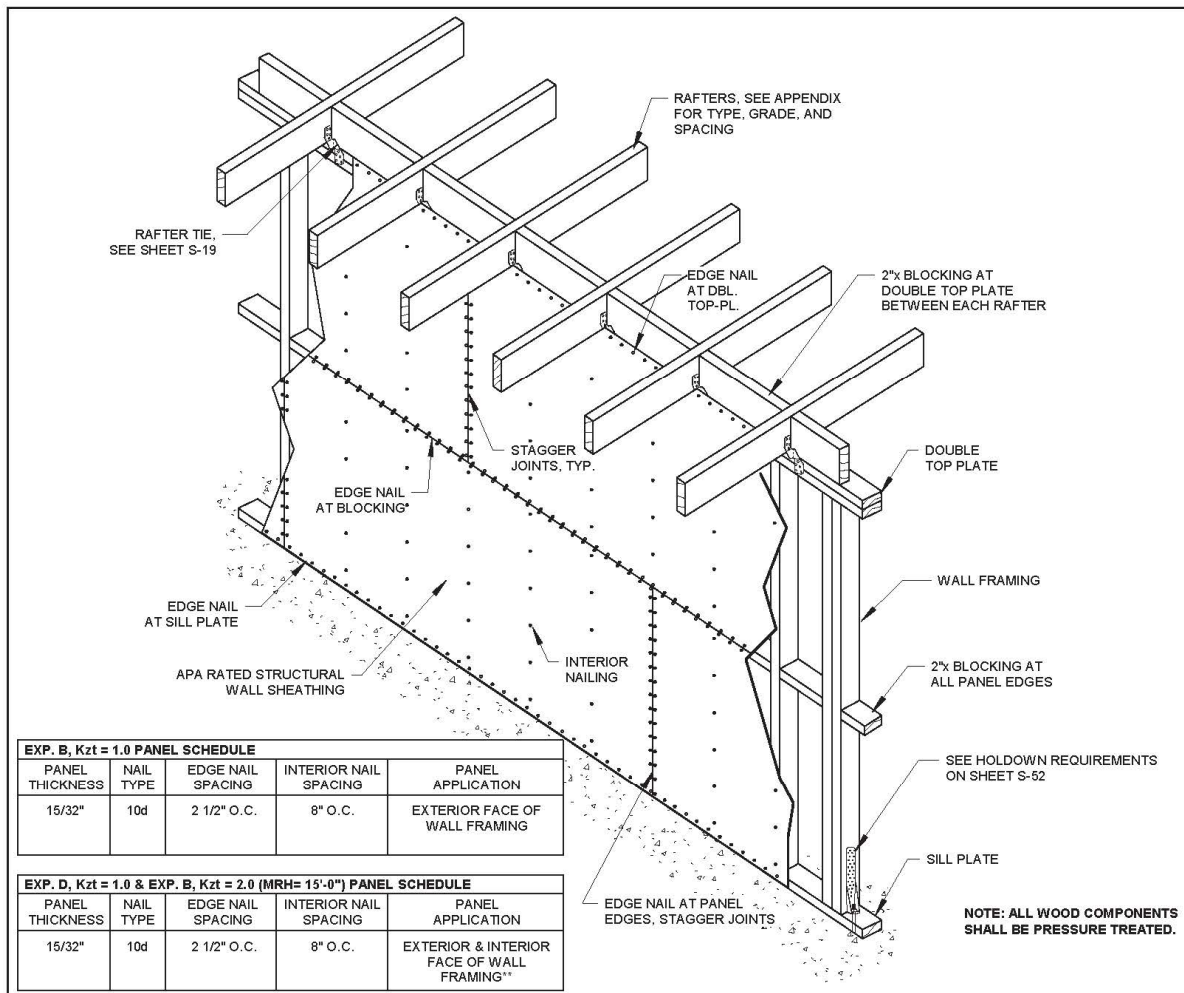 RAFTERS, SEE APPENDIX
FOR TYPE, GRADE, AND
SPACING
RAFTER TIE,
SEE SHEET S-19
EDGE NAIL
AT DBL.
TOP-PL.
2"x BLOCKING AT
DOUBLE TOP PLATE
BETWEEN EACH RAFTER
STAGGER
JOINTS, TYP.
DOUBLE
TOP PLATE
EDGE NAIL
AT BLOCKING
WALL FRAMING
EDGE NAIL
AT SILL PLATE
INTERIOR
NAILING
APA RATED STRUCTURAL
WALL SHEATHING
2"x BLOCKING AT
ALL PANEL EDGES
SEE HOLDOWN REQUIREMENTS
ON SHEET S-52
SILL PLATE
EDGE NAIL AT PANEL
EDGES, STAGGER JOINTS
NOTE: ALL WOOD COMPONENTS
SHALL BE PRESSURE TREATED.
EXP. B, Kzt = 1.0 PANEL SCHEDULE
PANEL THICKNESS NAIL TYPE EDGE NAIL SPACING INTERIOR NAIL SPACING PANEL APPLICATION
15/32" 10d 2 1/2" O.C. 8" O.C. EXTERIOR FACE OF WALL FRAMING
EXP. D, Kzt = 1.0 & EXP. B, Kzt = 2.0 (MRH= 15'-0") PANEL SCHEDULE
PANEL THICKNESS NAIL TYPE EDGE NAIL SPACING INTERIOR NAIL SPACING PANEL APPLICATION
15/32" 10d 2 1/2" O.C. 8" O.C. EXTERIOR & INTERIOR FACE OF WALL FRAMING**